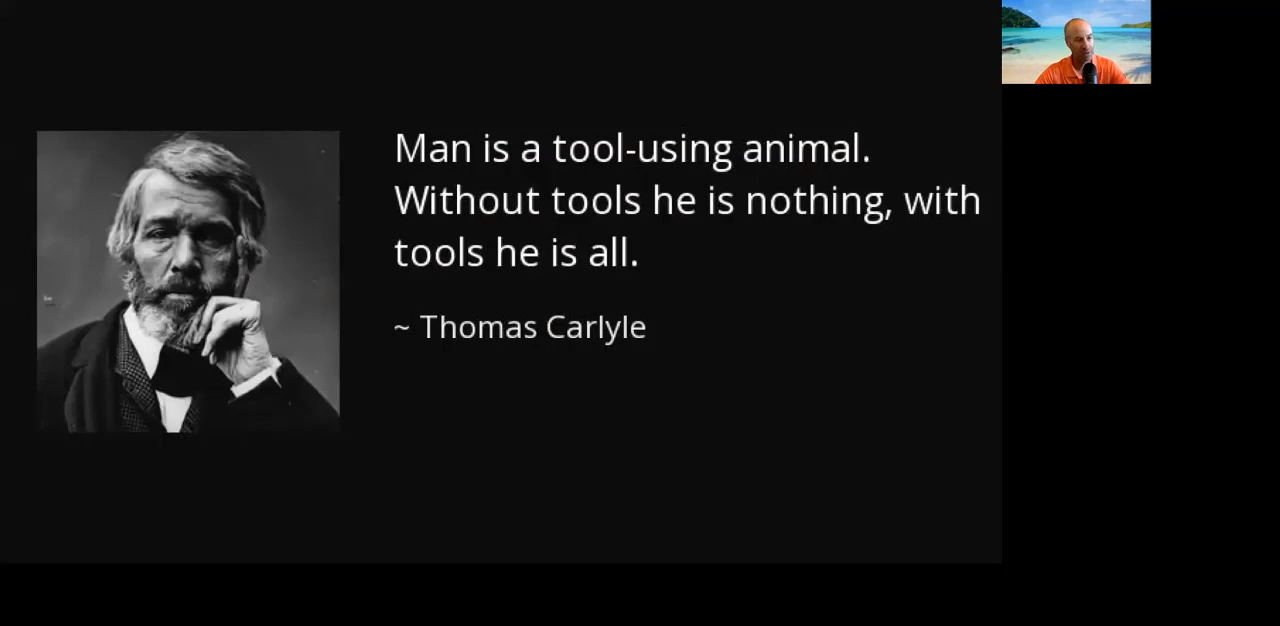 Man is a tool-using animal.
Without tools he is nothing, with
tools he is all.
~ Thomas Carlyle